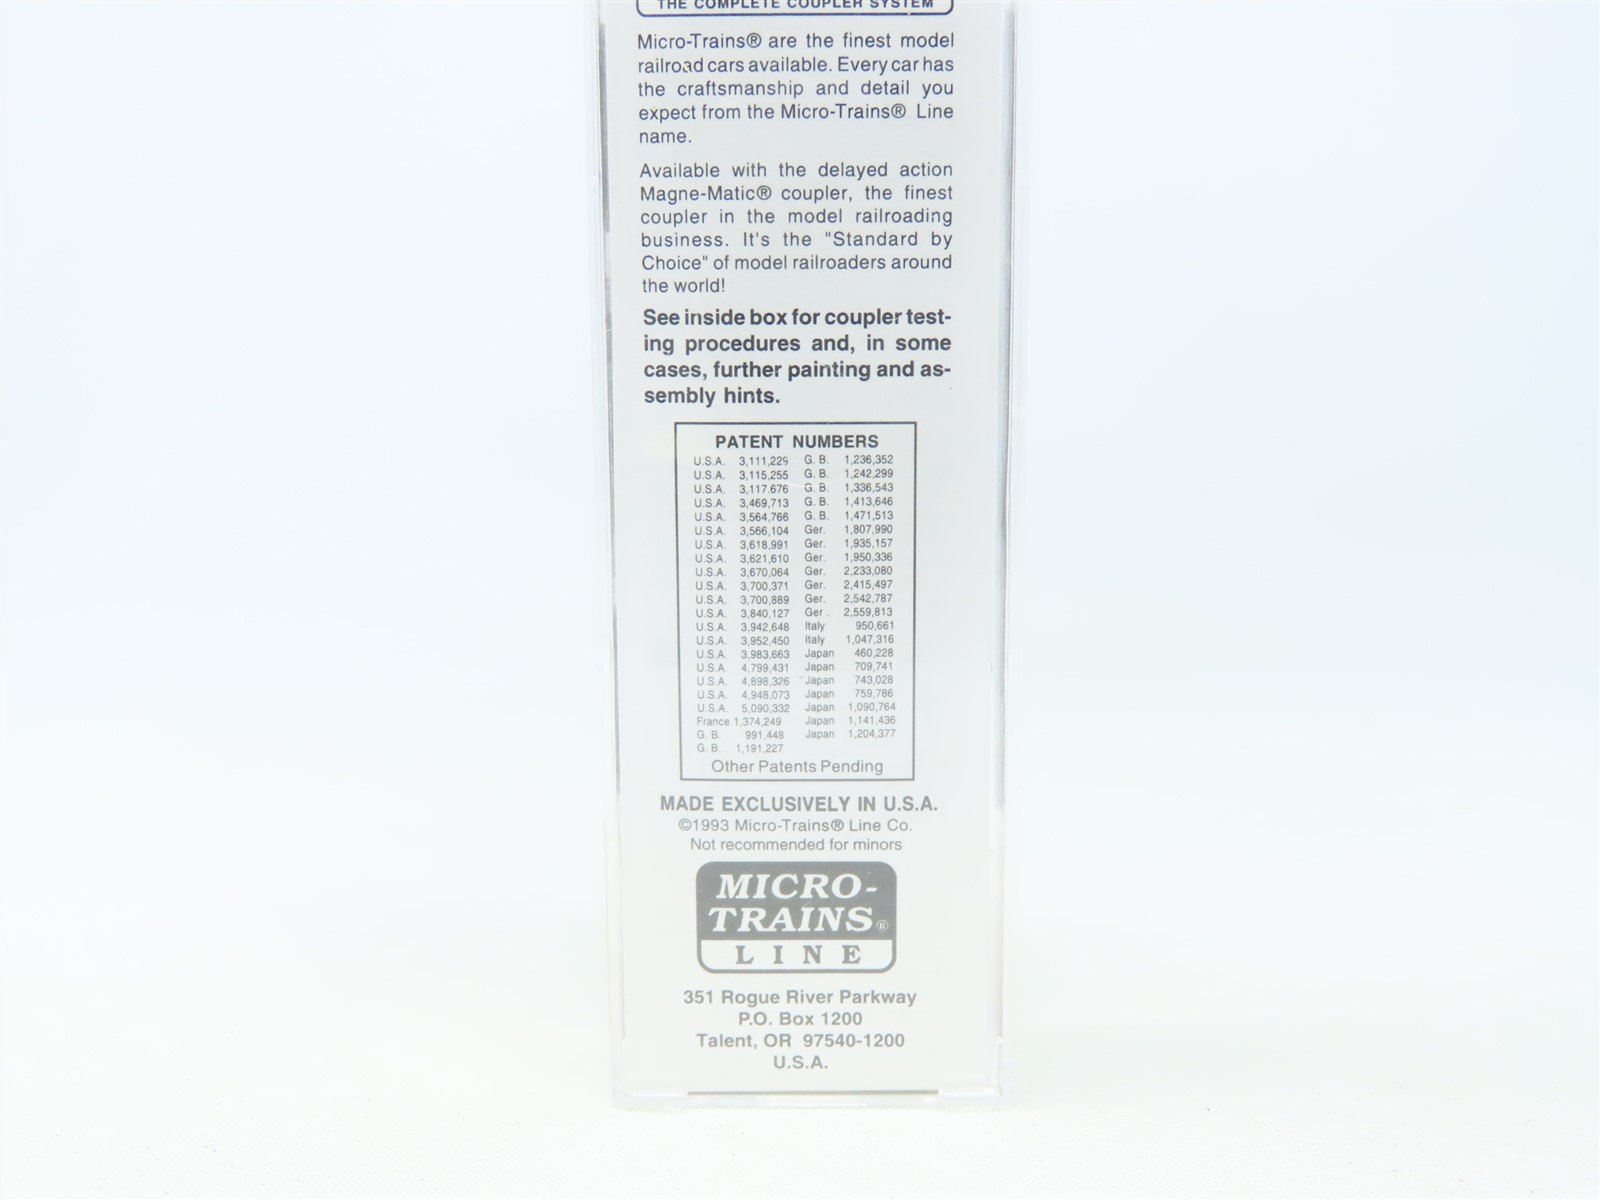 THE COMPLETE COUPLER SYSTEM
Micro-Trains® are the finest model
railroad cars available. Every car has
the craftsmanship and detail you
expect from the Micro-Trains® Line
name.
Available with the delayed action
Magne-Matic® coupler, the finest
coupler in the model railroading
business. It's the "Standard by
Choice" of model railroaders around
the world!
See inside box for coupler test-
ing procedures and, in some
cases, further painting and as-
sembly hints.
PATENT NUMBERS
U.S.A. 3,111,229 G. B. 1,236,352
U.S.A. 3,115,255 G. B. 1,242,299
U.S.A. 3,117.676 G. B. 1,336,543
U.S.A. 3,469,713 G. B. 1,413,646
U.S.A. 3,564,766 G. B. 1,471,513
U.S.A. 3,566,104 Ger. 1,807,990
U.S.A. 3,618,991 Ger. 1,935,157
U.S.A. 3,621,610 Ger. 1,950,336
U.S.A. 3,670,064 Ger. 2,233,080
U.S.A. 3,700,371 Ger. 2,415,497
U.S.A. 3,700,889 Ger. 2,542,787
U.S.A. 3,840,127 Ger. 2,559,813
U.S.A. 3,942,648 Italy 950,661
U.S.A. 3,952,450 Italy 1,047,316
U.S.A. 3,983,663 Japan 460,228
U.S.A. 4,799,431 Japan 709,741
U.S.A. 4,898,326 Japan 743,028
U.S.A. 4,948,073 Japan 759,786
U.S.A. 5,090,332 Japan 1,090,764
France 1,374,249 Japan 1,141,436
G. B. 991,448 Japan 1,204,377
G. B. 1,191,227
Other Patents Pending
MADE EXCLUSIVELY IN U.S.A.
©1993 Micro-Trains® Line Co.
Not recommended for minors
MICRO-
TRAINS®
LINE
351 Rogue River Parkway
P.O. Box 1200
Talent, OR 97540-1200
U.S.A.